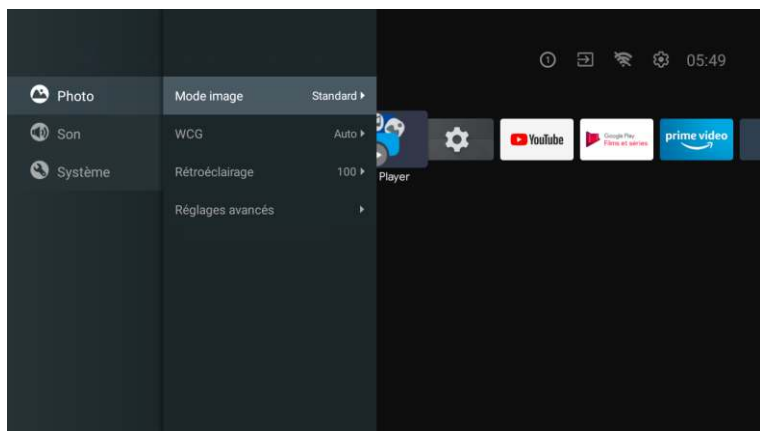 05:49
Photo
Son
Système
Mode image Standard
WCG Auto
Rétroéclairage 100
Réglages avancés
Player
YouTube
Google Play
Films et séries
prime video